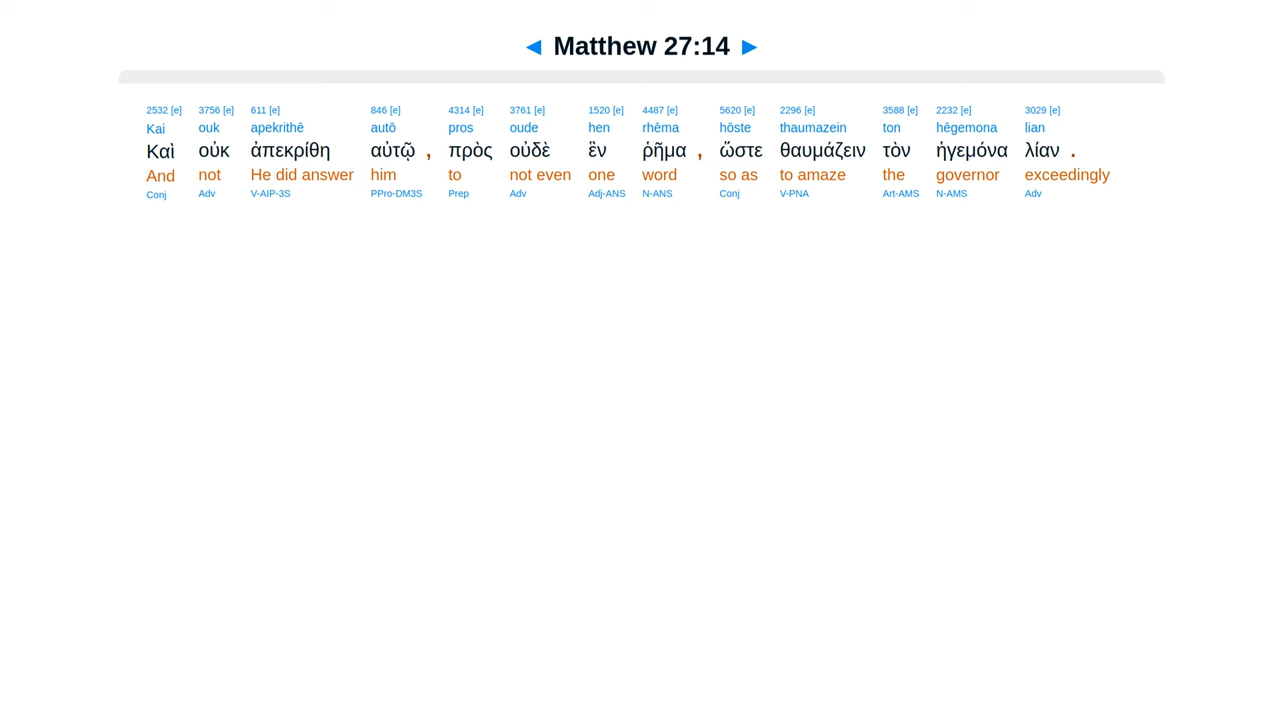 ◄ Matthew 27:14 ►
2532 [e] 3756 [e] 611 [e] 846 [e] 4314 [e] 3761 [e] 1520 [e] 4487 [e] 5620 [e] 2296 [e] 3588 [e] 2232 [e] 3029 [e]
Kai ouk apekrithē autō pros oude hen rhēma hōste thaumazein ton hēgemona lian
Καὶ οὐκ ἀπεκρίθη αὐτῷ , πρὸς οὐδὲ ἓν ῥῆμα , ὥστε θαυμάζειν τὸν ἡγεμόνα λίαν .
And not He did answer him to not even one word so as to amaze the governor exceedingly
Conj Adv V-AIP-3S PPro-DM3S Prep Adv Adj-ANS N-ANS Conj V-PNA Art-AMS N-AMS Adv